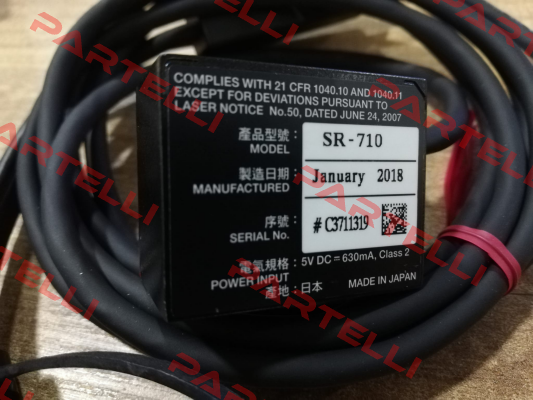 COMPLIES WITH 21 CFR 1040.10 AND 1040.11
EXCEPT FOR DEVIATIONS PURSUANT TO
LASER NOTICE No.50, DATED JUNE 24, 2007
產品型號:
MODEL
SR-710
製造日期:
MANUFACTURED
January 2018
序號:
SERIAL No.
#C3711319
電氣規格: 5V DC⎓630mA, Class 2
POWER INPUT
產地:日本
MADE IN JAPAN
PARTELLI
PARTELLI
PARTELLI
PARTELLI
PARTELLI